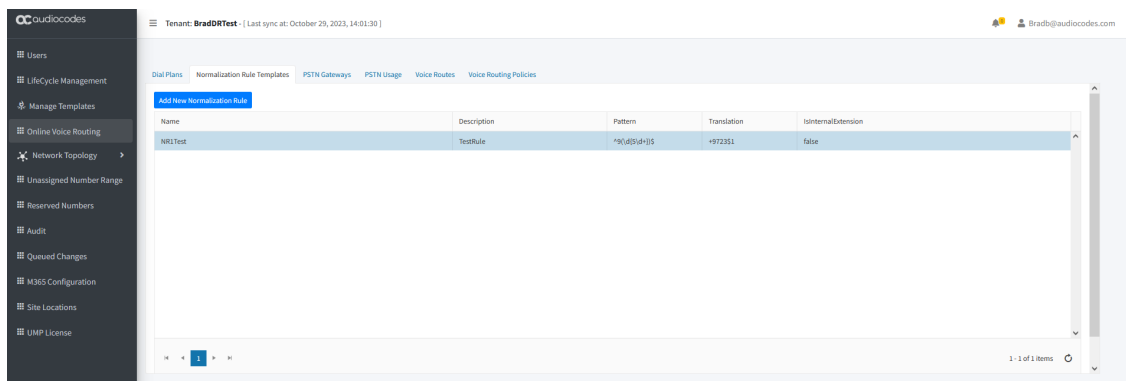 audiocodes
Tenant: BradDRTest - [ Last sync at: October 29, 2023, 14:01:30 ]
Bradb@audiocodes.com
Users
LifeCycle Management
Manage Templates
Online Voice Routing
Network Topology
Unassigned Number Range
Reserved Numbers
Audit
Queued Changes
M365 Configuration
Site Locations
UMP License
Dial Plans Normalization Rule Templates PSTN Gateways PSTN Usage Voice Routes Voice Routing Policies
Add New Normalization Rule
Name Description Pattern Translation IsInternalExtension
NR1Test TestRule ^9(\d{5\d+})$ +9723$1 false
1
1 - 1 of 1 items